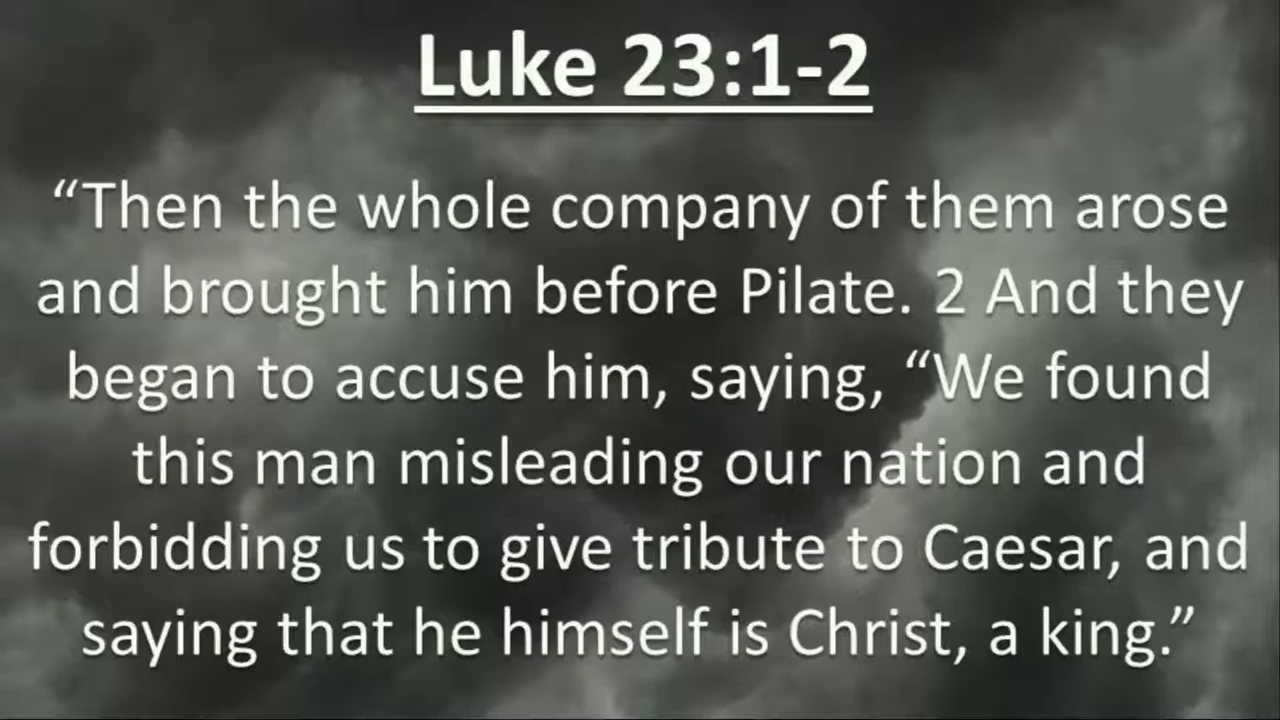 Luke 23:1-2
“Then the whole company of them arose
and brought him before Pilate. 2 And they
began to accuse him, saying, “We found
this man misleading our nation and
forbidding us to give tribute to Caesar, and
saying that he himself is Christ, a king.”